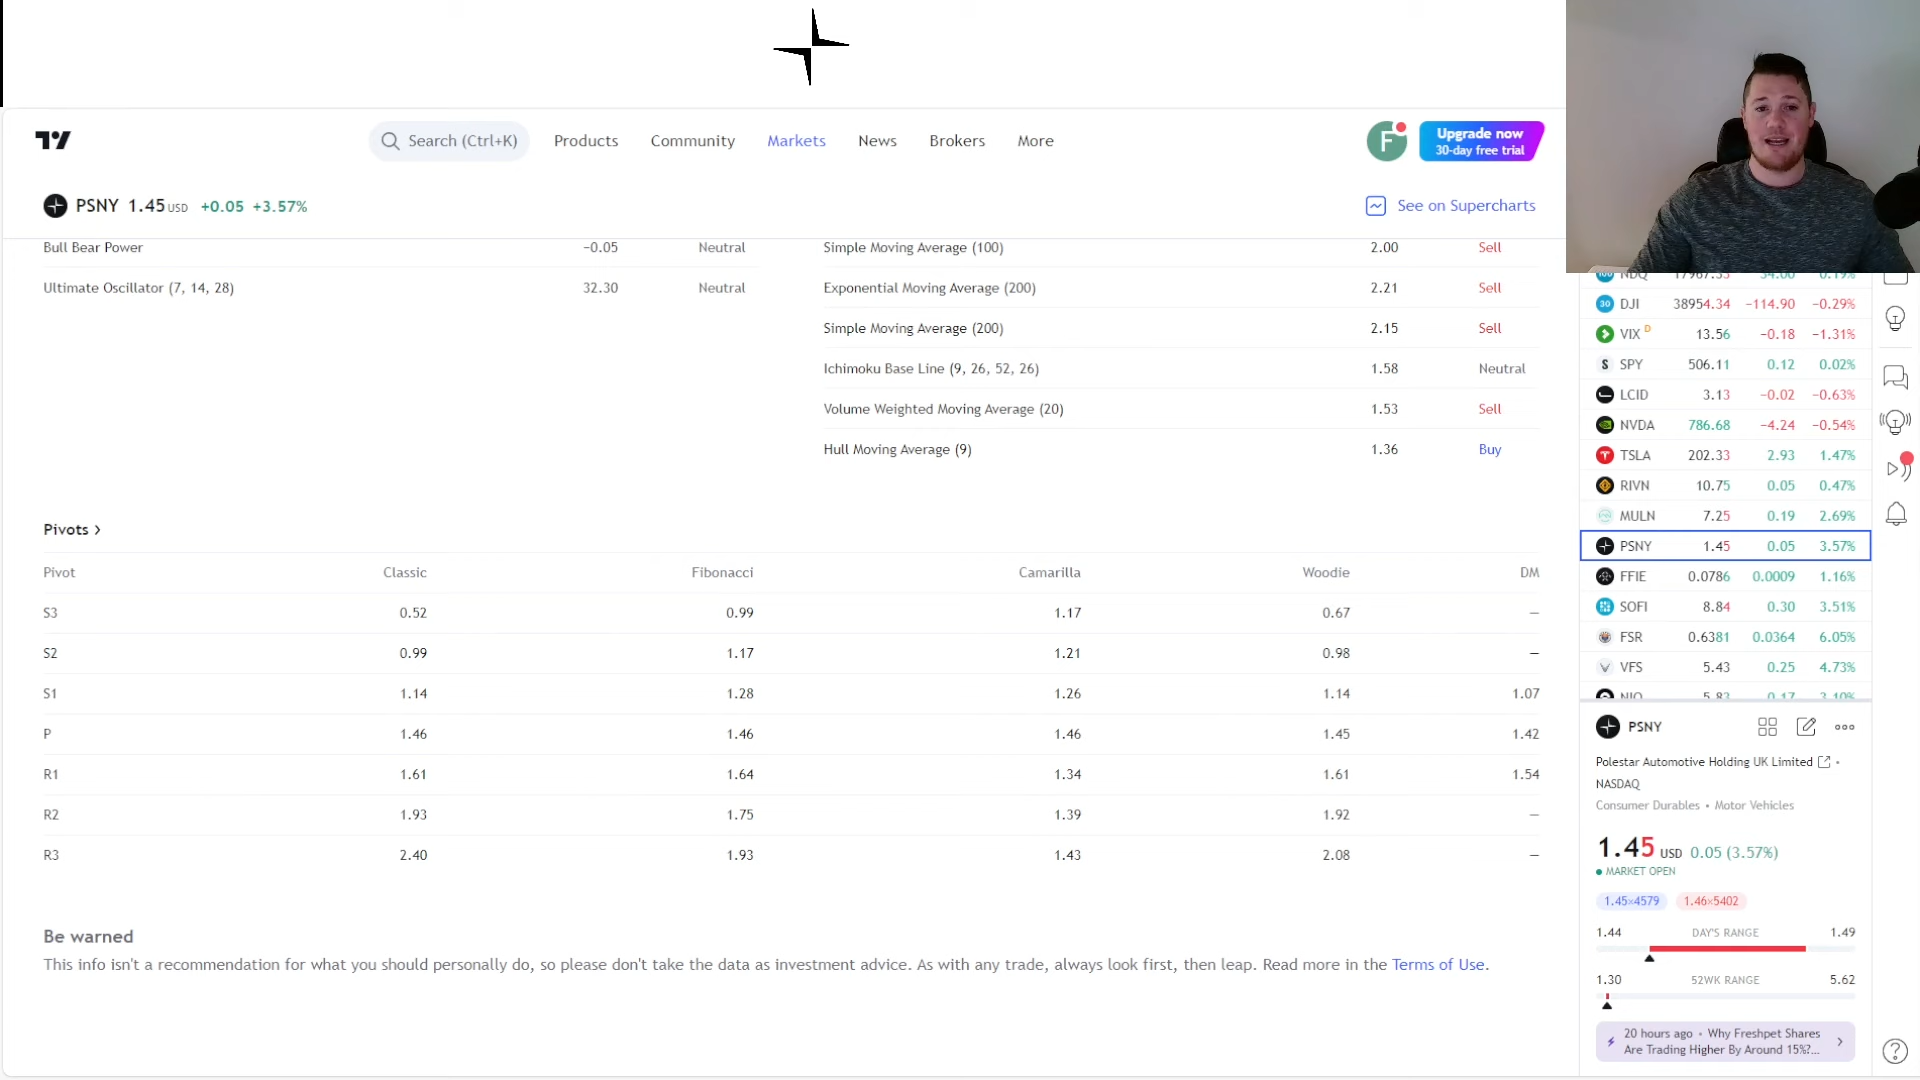 Search (Ctrl+K)
Products
Community
Markets
News
Brokers
More
F
Upgrade now
30-day free trial
PSNY 1.45 USD +0.05 +3.57%
See on Supercharts
Bull Bear Power −0.05 Neutral
Ultimate Oscillator (7, 14, 28) 32.30 Neutral
Simple Moving Average (100) 2.00 Sell
Exponential Moving Average (200) 2.21 Sell
Simple Moving Average (200) 2.15 Sell
Ichimoku Base Line (9, 26, 52, 26) 1.58 Neutral
Volume Weighted Moving Average (20) 1.53 Sell
Hull Moving Average (9) 1.36 Buy
Pivots
Pivot Classic Fibonacci Camarilla Woodie DM
S3 0.52 0.99 1.17 0.67 —
S2 0.99 1.17 1.21 0.98 —
S1 1.14 1.28 1.26 1.14 1.07
P 1.46 1.46 1.46 1.45 1.42
R1 1.61 1.64 1.34 1.61 1.54
R2 1.93 1.75 1.39 1.92 —
R3 2.40 1.93 1.43 2.08 —
Be warned
This info isn't a recommendation for what you should personally do, so please don't take the data as investment advice. As with any trade, always look first, then leap. Read more in the Terms of Use.
NDQ 17967.33 34.00 0.19%
30 DJI 38954.34 −114.90 −0.29%
VIX D 13.56 −0.18 −1.31%
S SPY 506.11 0.12 0.02%
LCID 3.13 −0.02 −0.63%
NVDA 786.68 −4.24 −0.54%
TSLA 202.33 2.93 1.47%
RIVN 10.75 0.05 0.47%
MULN 7.25 0.19 2.69%
PSNY 1.45 0.05 3.57%
FFIE 0.0786 0.0009 1.16%
SOFI 8.84 0.30 3.51%
FSR 0.6381 0.0364 6.05%
VFS 5.43 0.25 4.73%
NIO 5.83 0.17 3.10%
PSNY
Polestar Automotive Holding UK Limited •
NASDAQ
Consumer Durables • Motor Vehicles
1.45 USD 0.05 (3.57%)
MARKET OPEN
1.45×4579 1.46×5402
1.44 DAY'S RANGE 1.49
1.30 52WK RANGE 5.62
20 hours ago • Why Freshpet Shares
Are Trading Higher By Around 15%?...